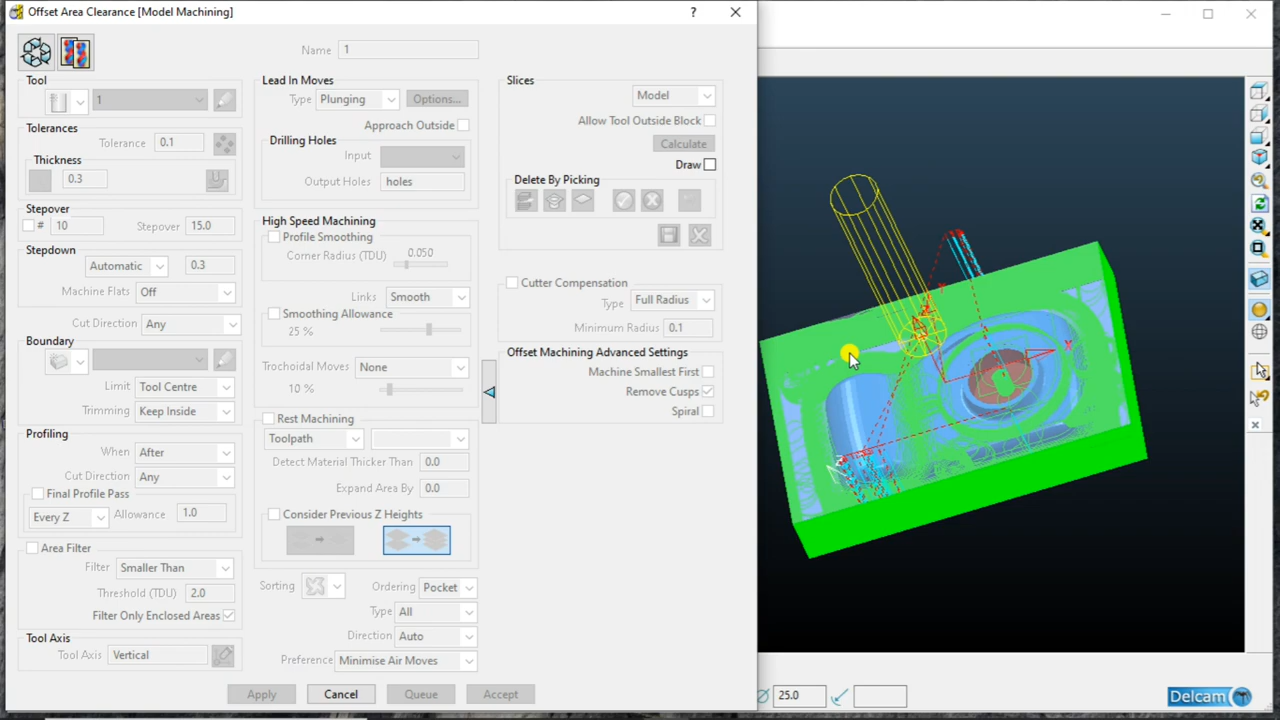 Offset Area Clearance [Model Machining]
?
Name 1
Tool
1
Tolerances
Tolerance 0.1
Thickness
0.3
Stepover
# 10 Stepover 15.0
Stepdown
Automatic 0.3
Machine Flats Off
Cut Direction Any
Boundary
Limit Tool Centre
Trimming Keep Inside
Profiling
When After
Cut Direction Any
Final Profile Pass
Every Z Allowance 1.0
Area Filter
Filter Smaller Than
Threshold (TDU) 2.0
Filter Only Enclosed Areas
Tool Axis
Tool Axis Vertical
Lead In Moves
Type Plunging Options...
Approach Outside
Drilling Holes
Input
Output Holes holes
High Speed Machining
Profile Smoothing
Corner Radius (TDU) 0.050
Links Smooth
Smoothing Allowance
25 %
Trochoidal Moves None
10 %
Rest Machining
Toolpath
Detect Material Thicker Than 0.0
Expand Area By 0.0
Consider Previous Z Heights
Sorting Ordering Pocket
Type All
Direction Auto
Preference Minimise Air Moves
Slices
Model
Allow Tool Outside Block
Calculate
Draw
Delete By Picking
Cutter Compensation
Type Full Radius
Minimum Radius 0.1
Offset Machining Advanced Settings
Machine Smallest First
Remove Cusps
Spiral
Apply Cancel Queue Accept
X
25.0
Delcam